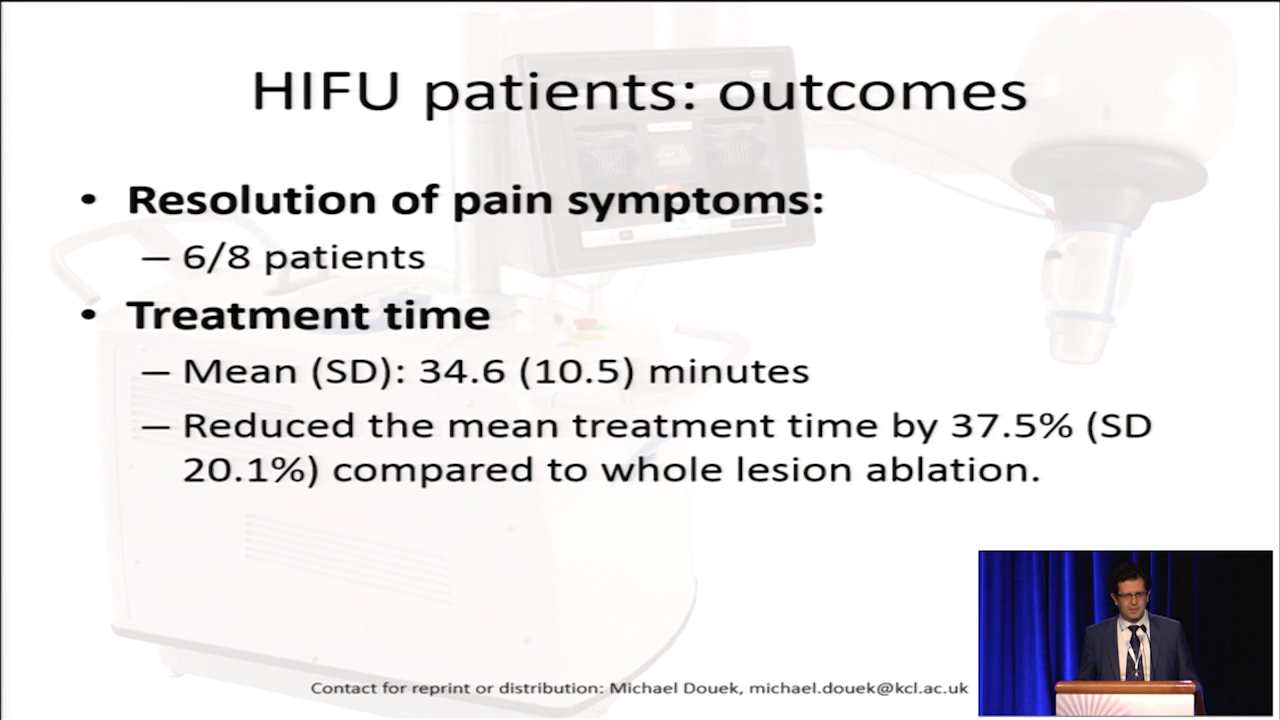 HIFU patients: outcomes
• Resolution of pain symptoms:
– 6/8 patients
• Treatment time
– Mean (SD): 34.6 (10.5) minutes
– Reduced the mean treatment time by 37.5% (SD
20.1%) compared to whole lesion ablation.
Contact for reprint or distribution: Michael Douek, michael.douek@kcl.ac.uk